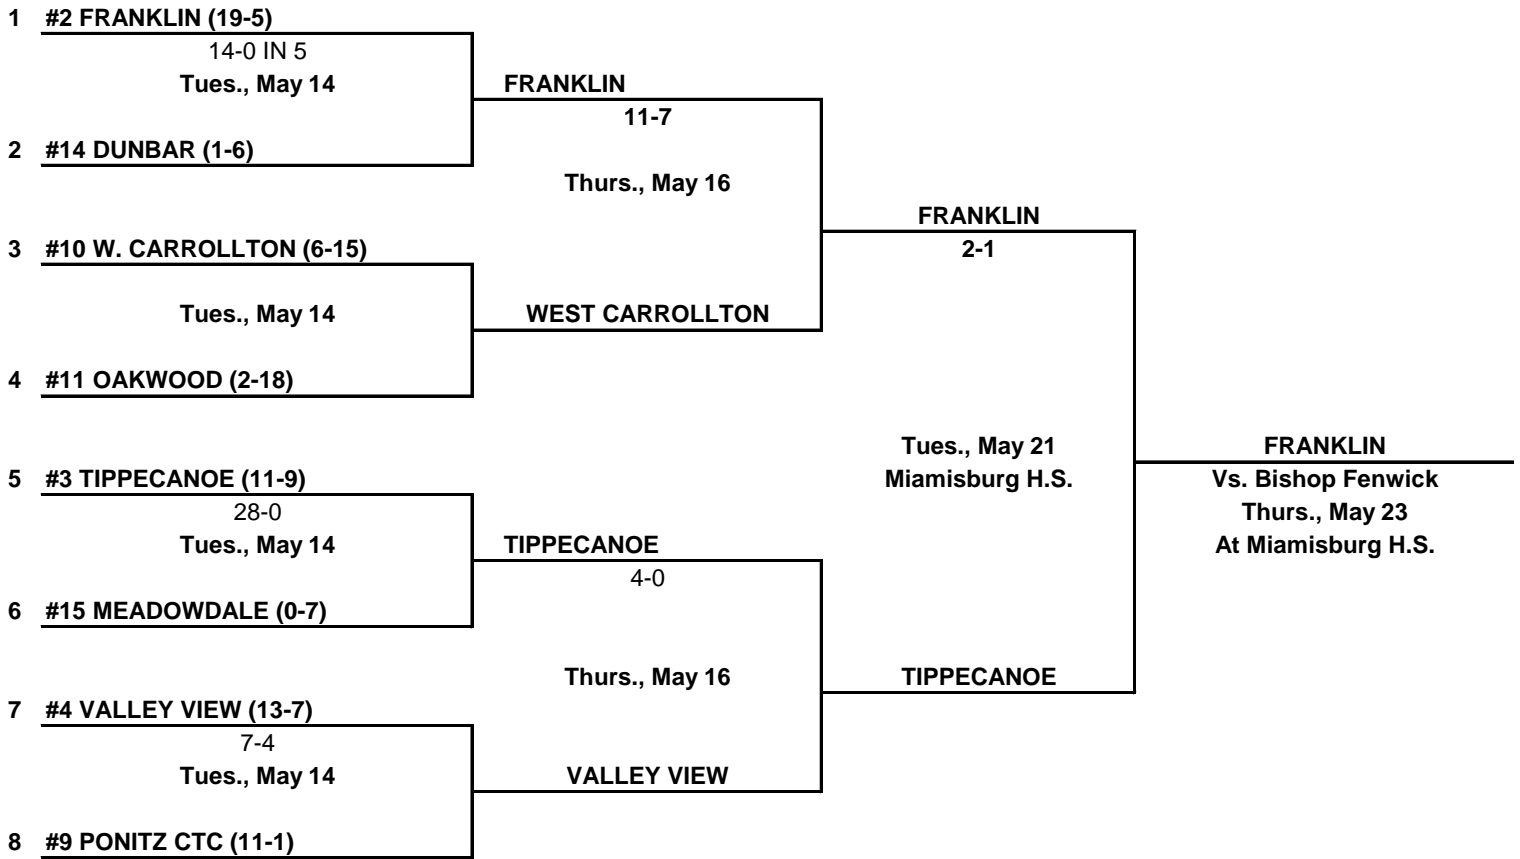 1 #2 FRANKLIN (19-5)
14-0 IN 5
Tues., May 14
FRANKLIN
11-7
2 #14 DUNBAR (1-6)
Thurs., May 16
FRANKLIN
2-1
3 #10 W. CARROLLTON (6-15)
Tues., May 14
WEST CARROLLTON
4 #11 OAKWOOD (2-18)
Tues., May 21
Miamisburg H.S.
FRANKLIN
Vs. Bishop Fenwick
Thurs., May 23
At Miamisburg H.S.
5 #3 TIPPECANOE (11-9)
28-0
Tues., May 14
TIPPECANOE
4-0
6 #15 MEADOWDALE (0-7)
Thurs., May 16
TIPPECANOE
7 #4 VALLEY VIEW (13-7)
7-4
Tues., May 14
VALLEY VIEW
8 #9 PONITZ CTC (11-1)